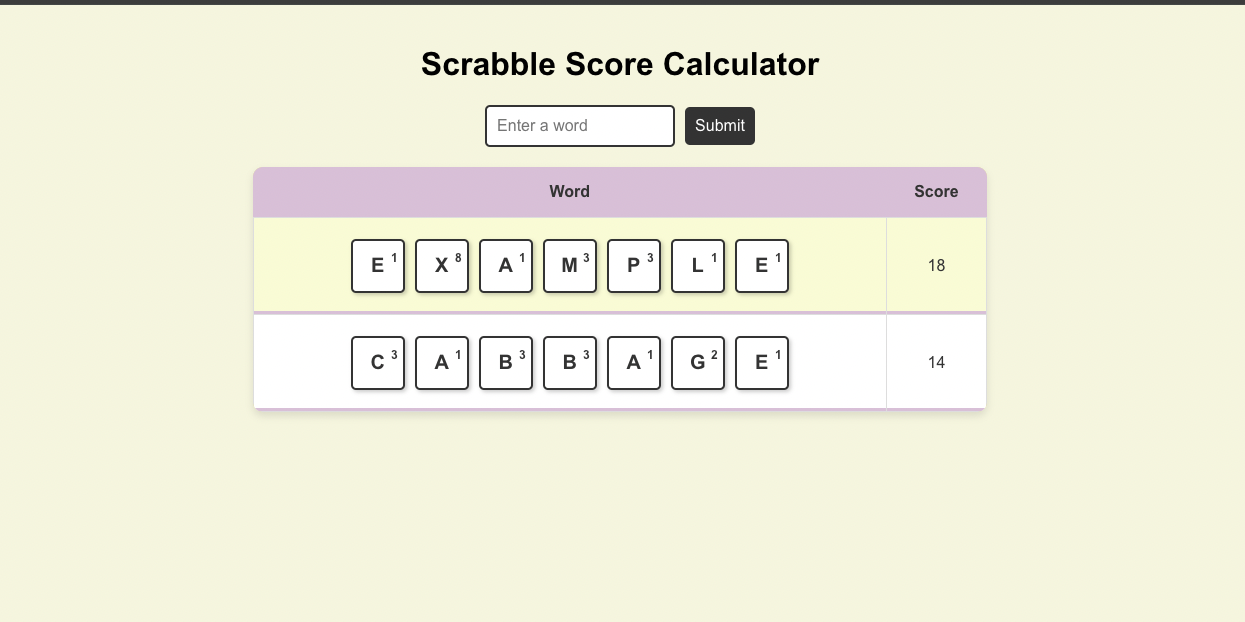 Scrabble Score Calculator
Enter a word Submit
Word Score
E 1 X 8 A 1 M 3 P 3 L 1 E 1 18
C 3 A 1 B 3 B 3 A 1 G 2 E 1 14